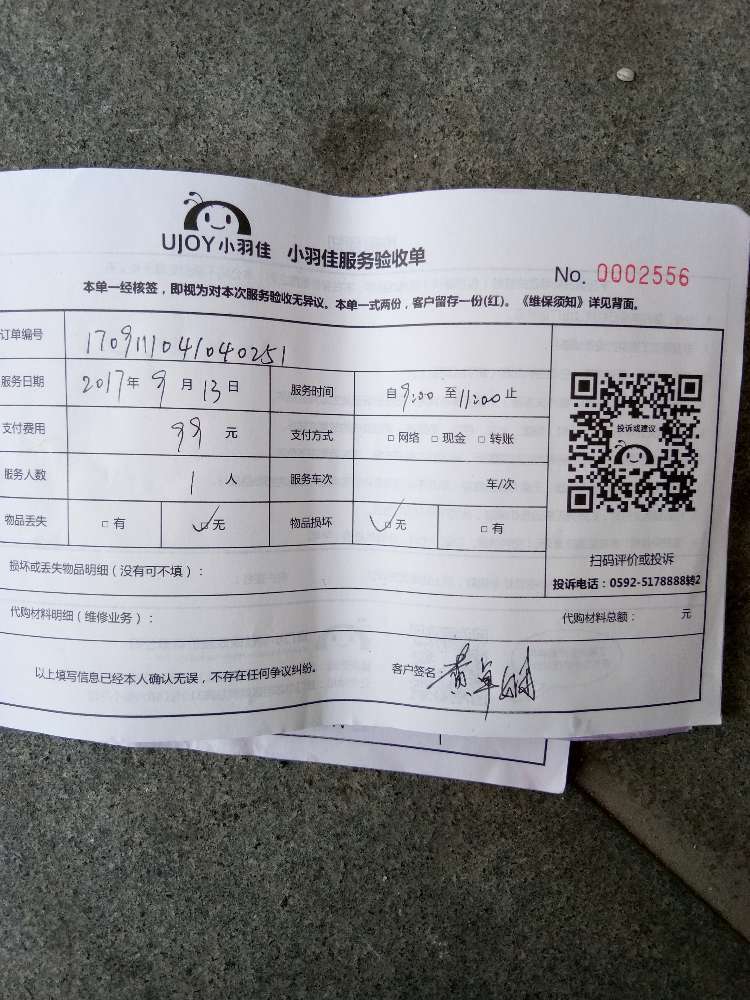 UJOY小羽佳 小羽佳服务验收单
No. 0002556
本单一经核签，即视为对本次服务验收无异议。本单一式两份，客户留存一份(红)。《维保须知》详见背面。
订单编号 1709111041040251
服务日期 2017年9月13日 服务时间 自9:00至11:00止
支付费用 99元 支付方式 □网络 □现金 □转账
服务人数 1人 服务车次 车/次
物品丢失 □有 ☑无 物品损坏 ☑无 □有
投诉或建议
扫码评价或投诉
投诉电话：0592-5178888转2
损坏或丢失物品明细（没有可不填）：
代购材料明细（维修业务）： 代购材料总额： 元
以上填写信息已经本人确认无误，不存在任何争议纠纷。 客户签名